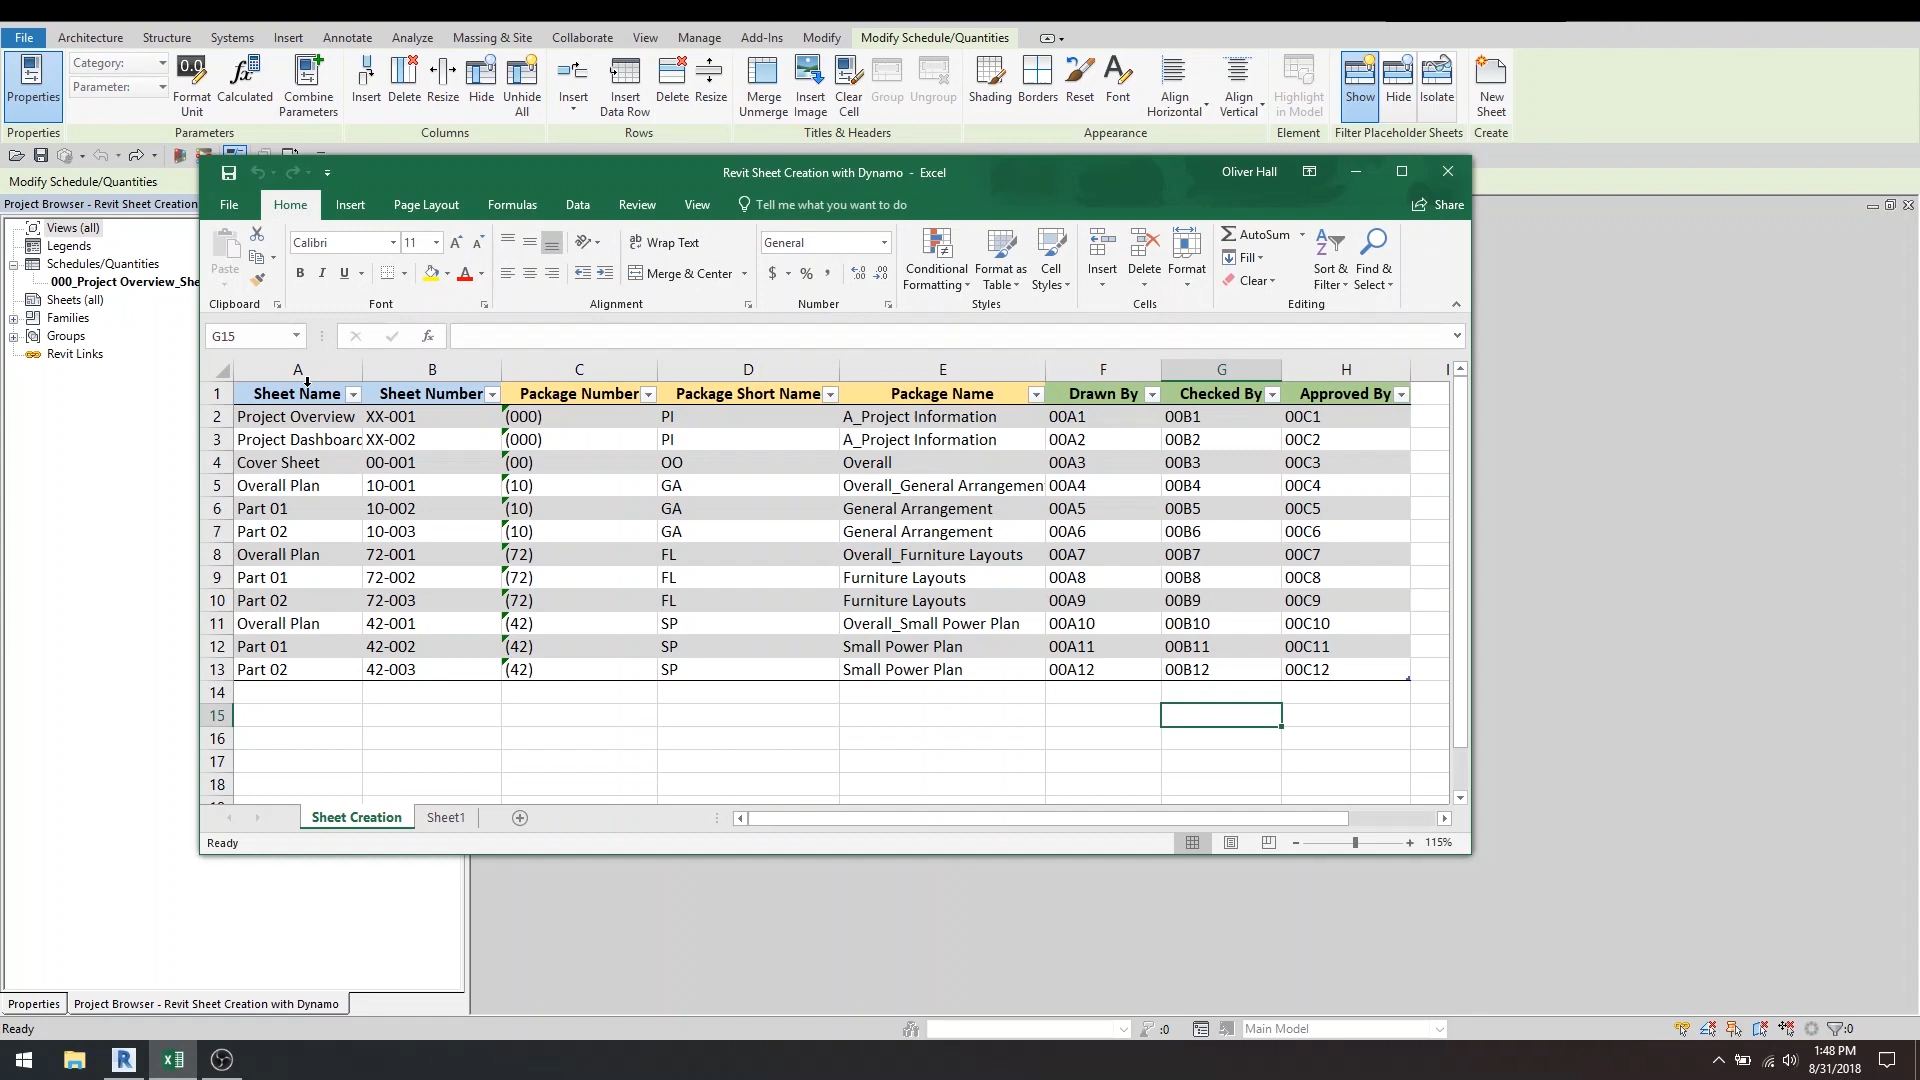 File Architecture Structure Systems Insert Annotate Analyze Massing & Site Collaborate View Manage Add-Ins Modify Modify Schedule/Quantities
Category:
Parameter:
Properties Format Unit Calculated Combine Parameters Insert Delete Resize Hide Unhide All Insert Insert Data Row Delete Resize Merge Unmerge Insert Image Clear Cell Group Ungroup Shading Borders Reset Font Align Horizontal Align Vertical Highlight in Model Show Hide Isolate New Sheet
Properties Parameters Columns Rows Titles & Headers Appearance Element Filter Placeholder Sheets Create
Modify Schedule/Quantities
Project Browser - Revit Sheet Creation
Views (all)
Legends
Schedules/Quantities
000_Project Overview_She
Sheets (all)
Families
Groups
Revit Links
Revit Sheet Creation with Dynamo - Excel Oliver Hall
File Home Insert Page Layout Formulas Data Review View Tell me what you want to do Share
Paste Calibri 11 Wrap Text General Conditional Formatting Format as Table Cell Styles Insert Delete Format AutoSum Sort & Filter Find & Select
B I U Merge & Center $ % , Fill
Clear
Clipboard Font Alignment Number Styles Cells Editing
G15 fx
A B C D E F G H I
1 Sheet Name Sheet Number Package Number Package Short Name Package Name Drawn By Checked By Approved By
2 Project Overview XX-001 (000) PI A_Project Information 00A1 00B1 00C1
3 Project Dashboard XX-002 (000) PI A_Project Information 00A2 00B2 00C2
4 Cover Sheet 00-001 (00) OO Overall 00A3 00B3 00C3
5 Overall Plan 10-001 (10) GA Overall_General Arrangemen 00A4 00B4 00C4
6 Part 01 10-002 (10) GA General Arrangement 00A5 00B5 00C5
7 Part 02 10-003 (10) GA General Arrangement 00A6 00B6 00C6
8 Overall Plan 72-001 (72) FL Overall_Furniture Layouts 00A7 00B7 00C7
9 Part 01 72-002 (72) FL Furniture Layouts 00A8 00B8 00C8
10 Part 02 72-003 (72) FL Furniture Layouts 00A9 00B9 00C9
11 Overall Plan 42-001 (42) SP Overall_Small Power Plan 00A10 00B10 00C10
12 Part 01 42-002 (42) SP Small Power Plan 00A11 00B11 00C11
13 Part 02 42-003 (42) SP Small Power Plan 00A12 00B12 00C12
14
15
16
17
18
Sheet Creation Sheet1
Ready 115%
Properties Project Browser - Revit Sheet Creation with Dynamo
Ready :0 Main Model :0
1:48 PM
8/31/2018